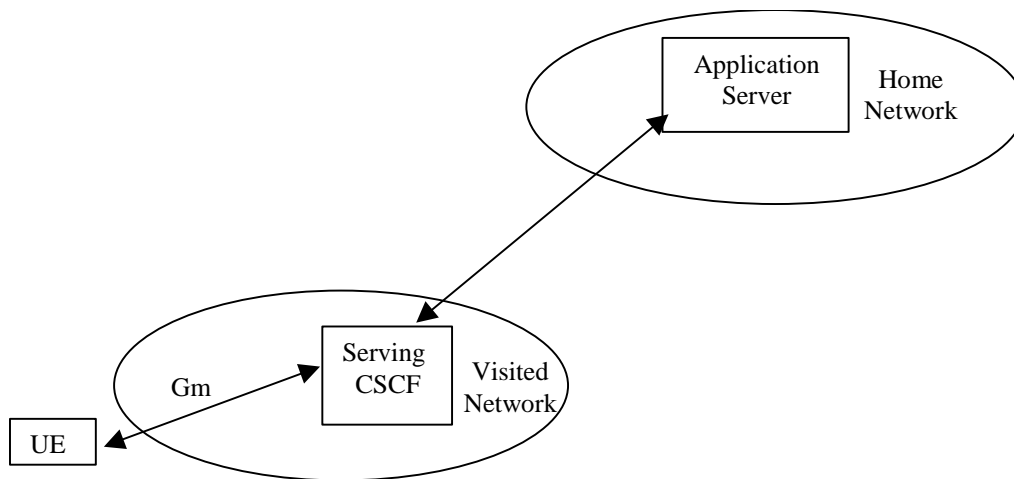 Application
Server
Home
Network
Serving
CSCF
Visited
Network
Gm
UE